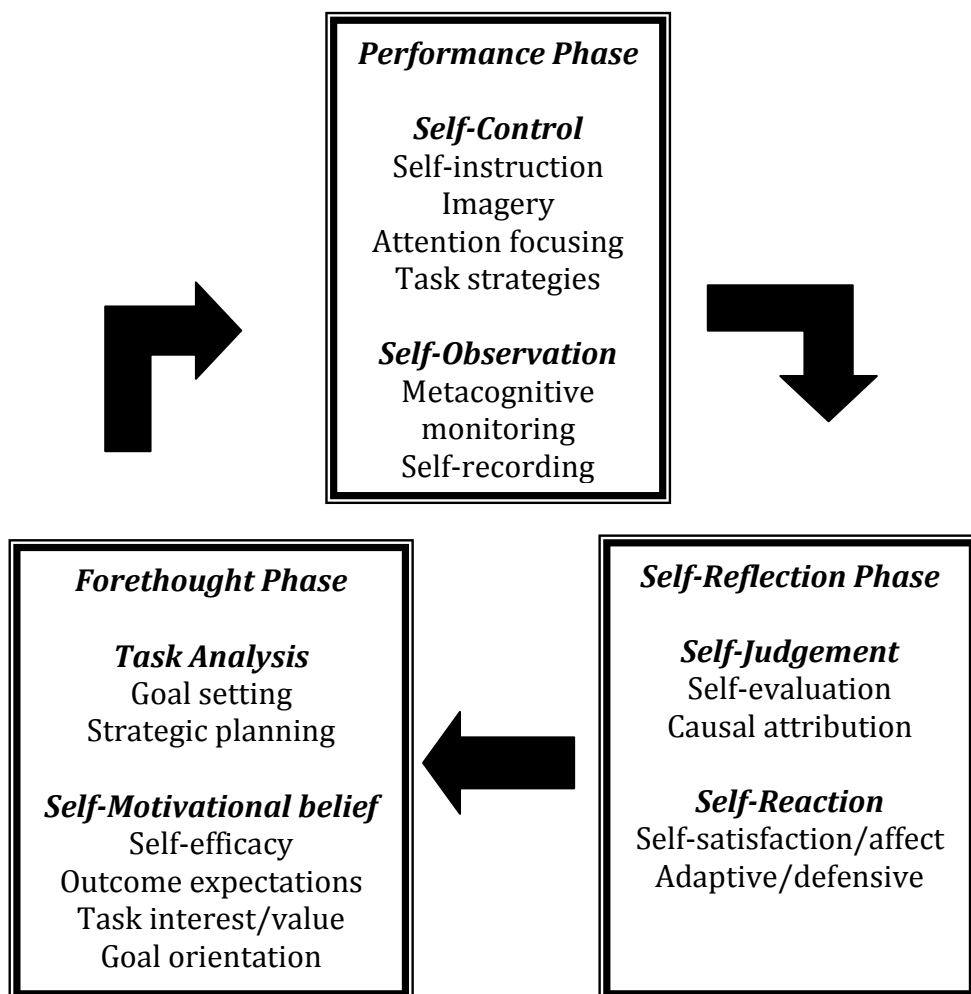 Performance Phase
Self-Control
Self-instruction
Imagery
Attention focusing
Task strategies
Self-Observation
Metacognitive
monitoring
Self-recording
Forethought Phase
Task Analysis
Goal setting
Strategic planning
Self-Motivational belief
Self-efficacy
Outcome expectations
Task interest/value
Goal orientation
Self-Reflection Phase
Self-Judgement
Self-evaluation
Causal attribution
Self-Reaction
Self-satisfaction/affect
Adaptive/defensive